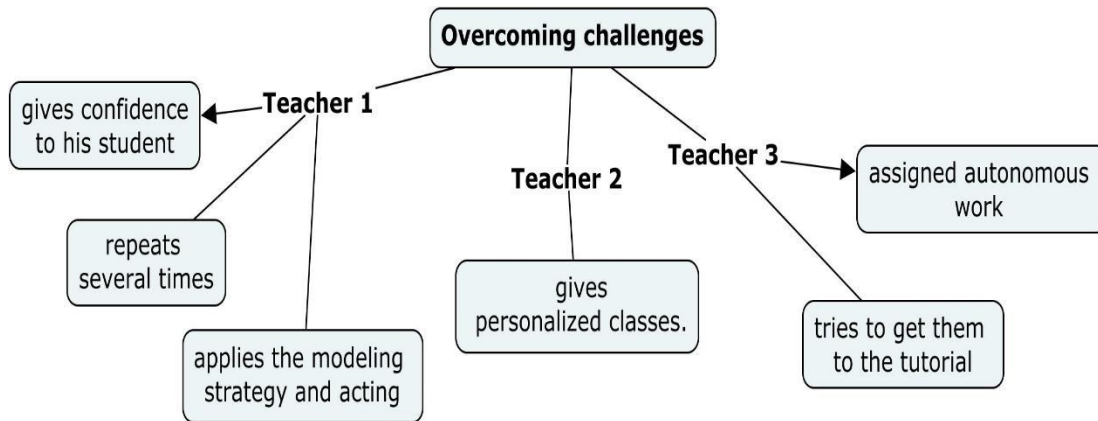 Overcoming challenges
Teacher 1
gives confidence
to his student
repeats
several times
applies the modeling
strategy and acting
Teacher 2
gives
personalized classes.
Teacher 3
assigned autonomous
work
tries to get them
to the tutorial